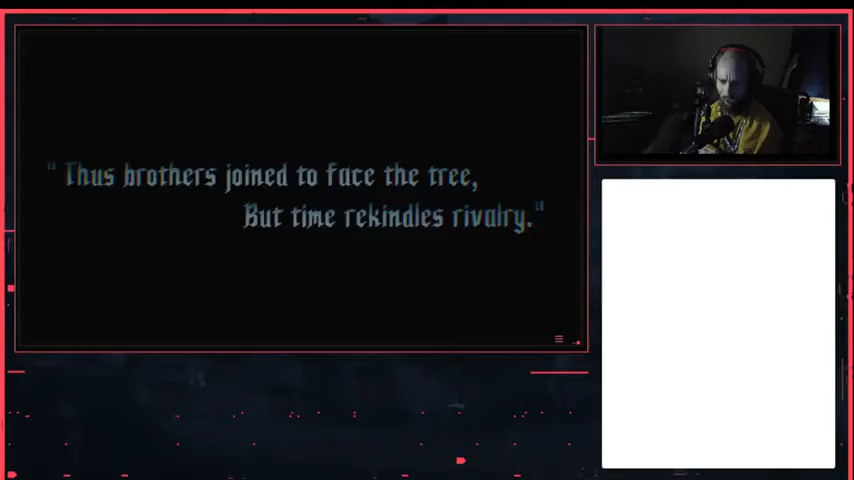 " Thus brothers joined to face the tree,
But time rekindles rivalry."